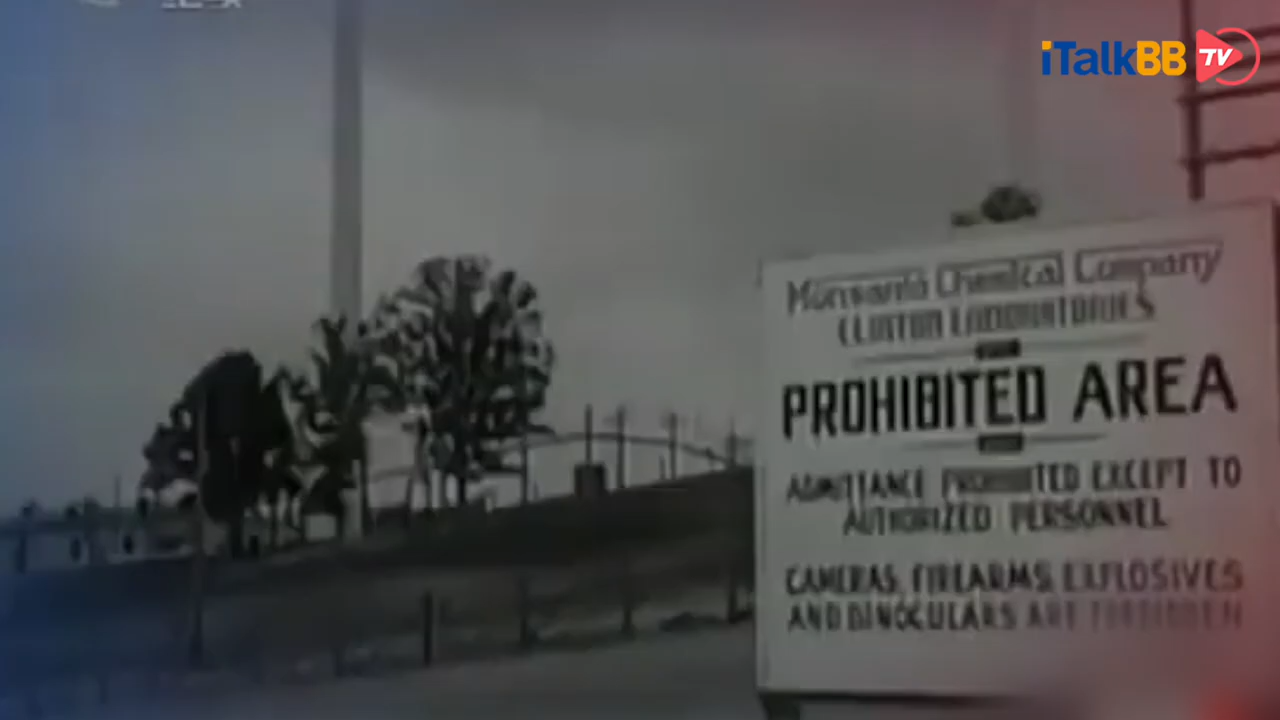 iTalkBB TV
Monsanto Chemical Company
CLINTON LABORATORIES
PROHIBITED AREA
ADMITTANCE PROHIBITED EXCEPT TO
AUTHORIZED PERSONNEL
CAMERAS, FIREARMS, EXPLOSIVES
AND BINOCULARS ARE FORBIDDEN